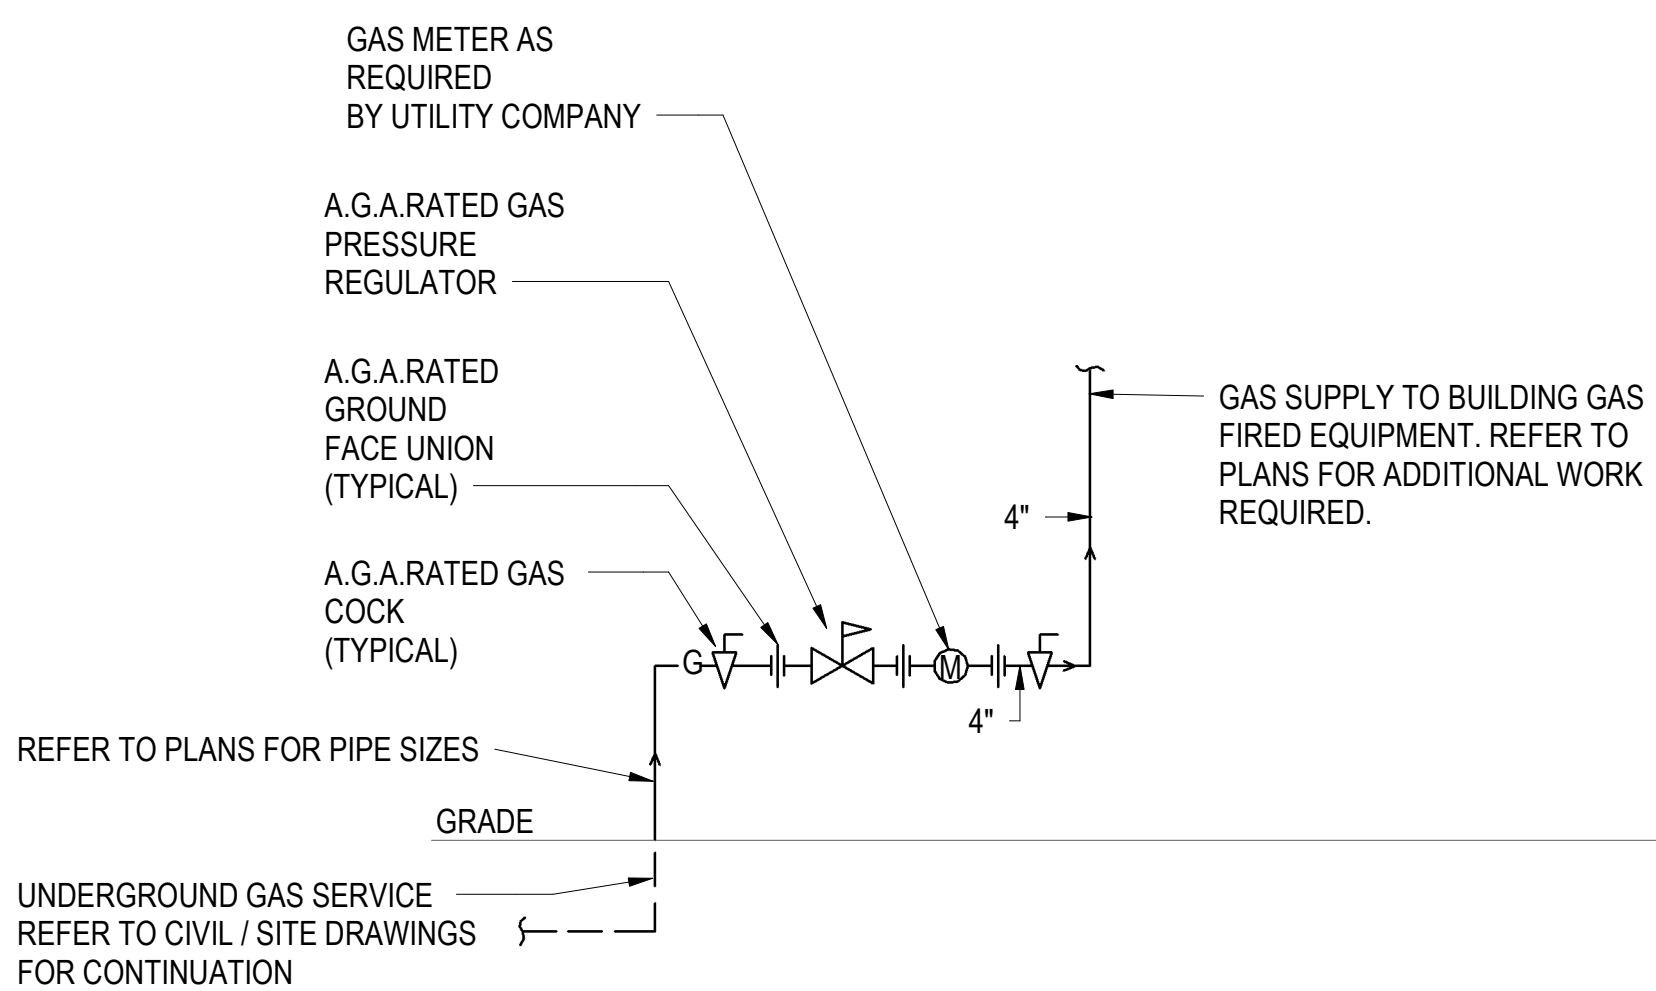 GAS METER AS
REQUIRED
BY UTILITY COMPANY
A.G.A.RATED GAS
PRESSURE
REGULATOR
A.G.A.RATED
GROUND
FACE UNION
(TYPICAL)
A.G.A.RATED GAS
COCK
(TYPICAL)
GAS SUPPLY TO BUILDING GAS
FIRED EQUIPMENT. REFER TO
PLANS FOR ADDITIONAL WORK
REQUIRED.
4"
G
M
4"
REFER TO PLANS FOR PIPE SIZES
GRADE
UNDERGROUND GAS SERVICE
REFER TO CIVIL / SITE DRAWINGS
FOR CONTINUATION